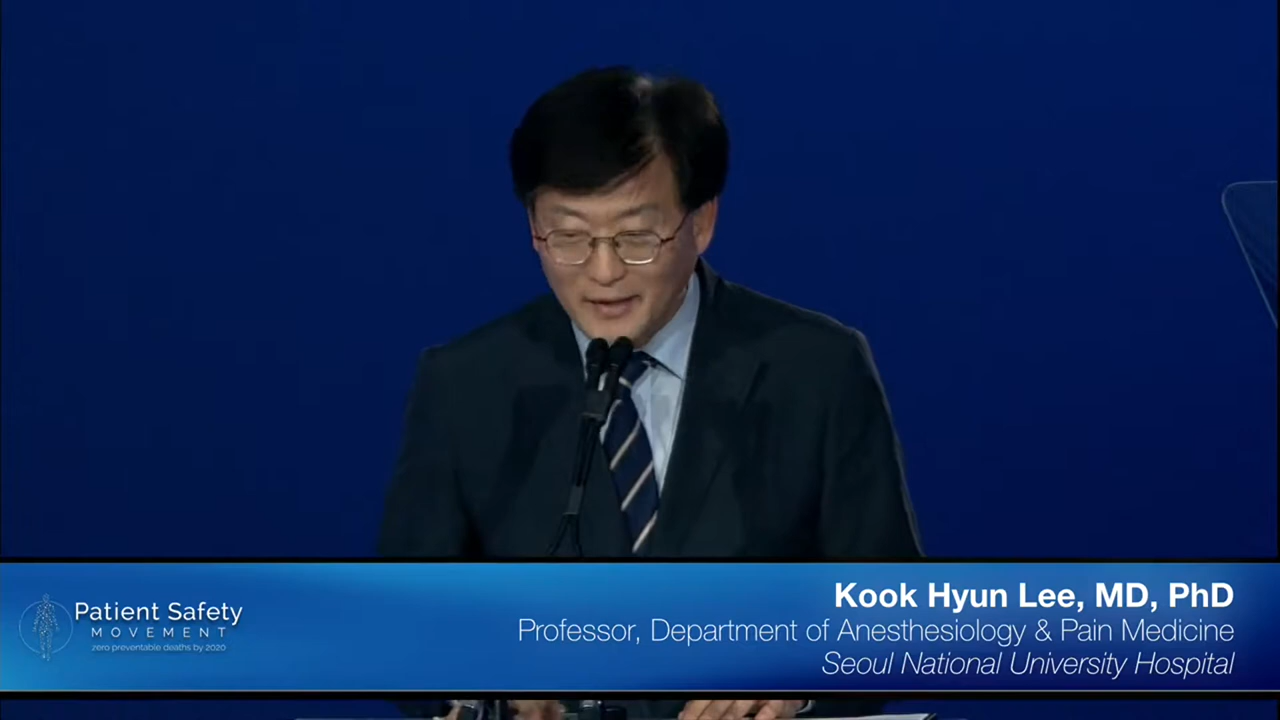 Patient Safety
MOVEMENT
zero preventable deaths by 2020
Kook Hyun Lee, MD, PhD
Professor, Department of Anesthesiology & Pain Medicine
Seoul National University Hospital